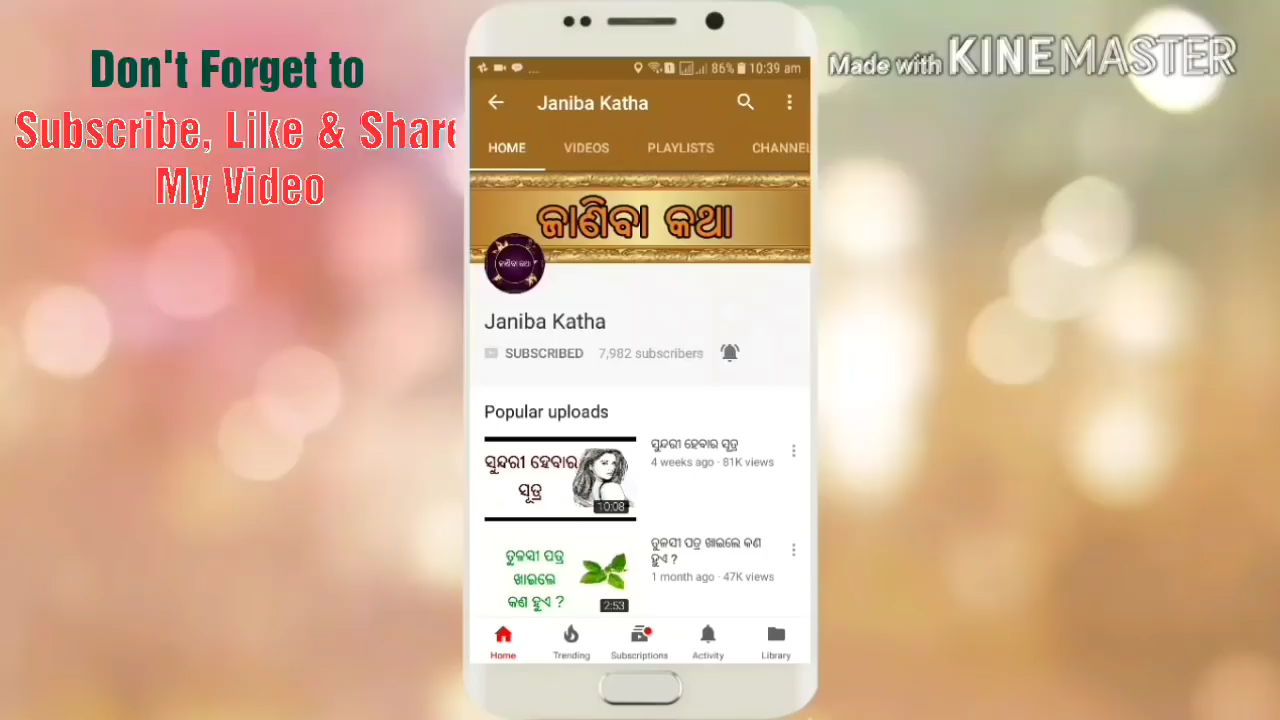 Don't Forget to
Subscribe, Like & Share
My Video
Made with KINEMASTER
86% 10:39 am
Janiba Katha
HOME VIDEOS PLAYLISTS CHANNEL
ଜାଣିବା କଥା
ଜାଣିବା କଥା
Janiba Katha
SUBSCRIBED 7,982 subscribers
Popular uploads
ସୁନ୍ଦରୀ ହେବାର
ସୂତ୍ର
10:08
ସୁନ୍ଦରୀ ହେବାର ସୂତ୍ର
4 weeks ago · 81K views
ତୁଳସୀ ପତ୍ର
ଖାଇଲେ
କଣ ହୁଏ ?
2:53
ତୁଳସୀ ପତ୍ର ଖାଇଲେ କଣ
ହୁଏ ?
1 month ago · 47K views
Home Trending Subscriptions Activity Library